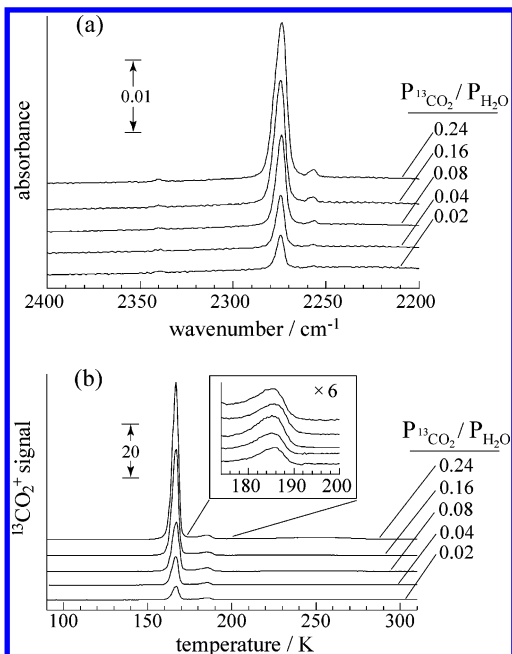 (a)
0.01
absorbance
P13CO2/PH2O
0.24
0.16
0.08
0.04
0.02
2400 2350 2300 2250 2200
wavenumber / cm-1
(b)
×6
180 190 200
20
13CO2+ signal
P13CO2/PH2O
0.24
0.16
0.08
0.04
0.02
100 150 200 250 300
temperature / K